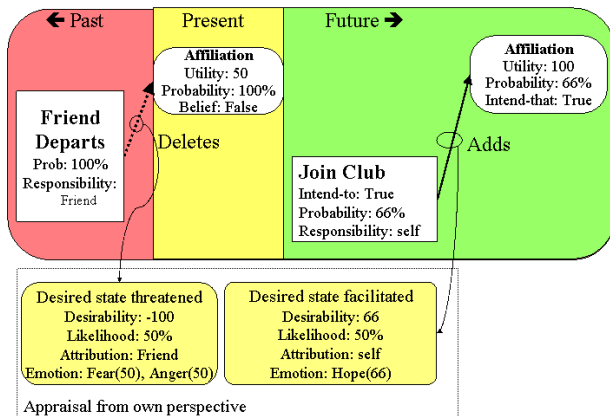 🡸 Past
Present
Future 🡺
Affiliation
Utility: 50
Probability: 100%
Belief: False
Affiliation
Utility: 100
Probability: 66%
Intend-that: True
Friend
Departs
Prob: 100%
Responsibility:
Friend
Deletes
Adds
Join Club
Intend-to: True
Probability: 66%
Responsibility: self
Desired state threatened
Desirability: -100
Likelihood: 50%
Attribution: Friend
Emotion: Fear(50), Anger(50)
Desired state facilitated
Desirability: 66
Likelihood: 50%
Attribution: self
Emotion: Hope(66)
Appraisal from own perspective